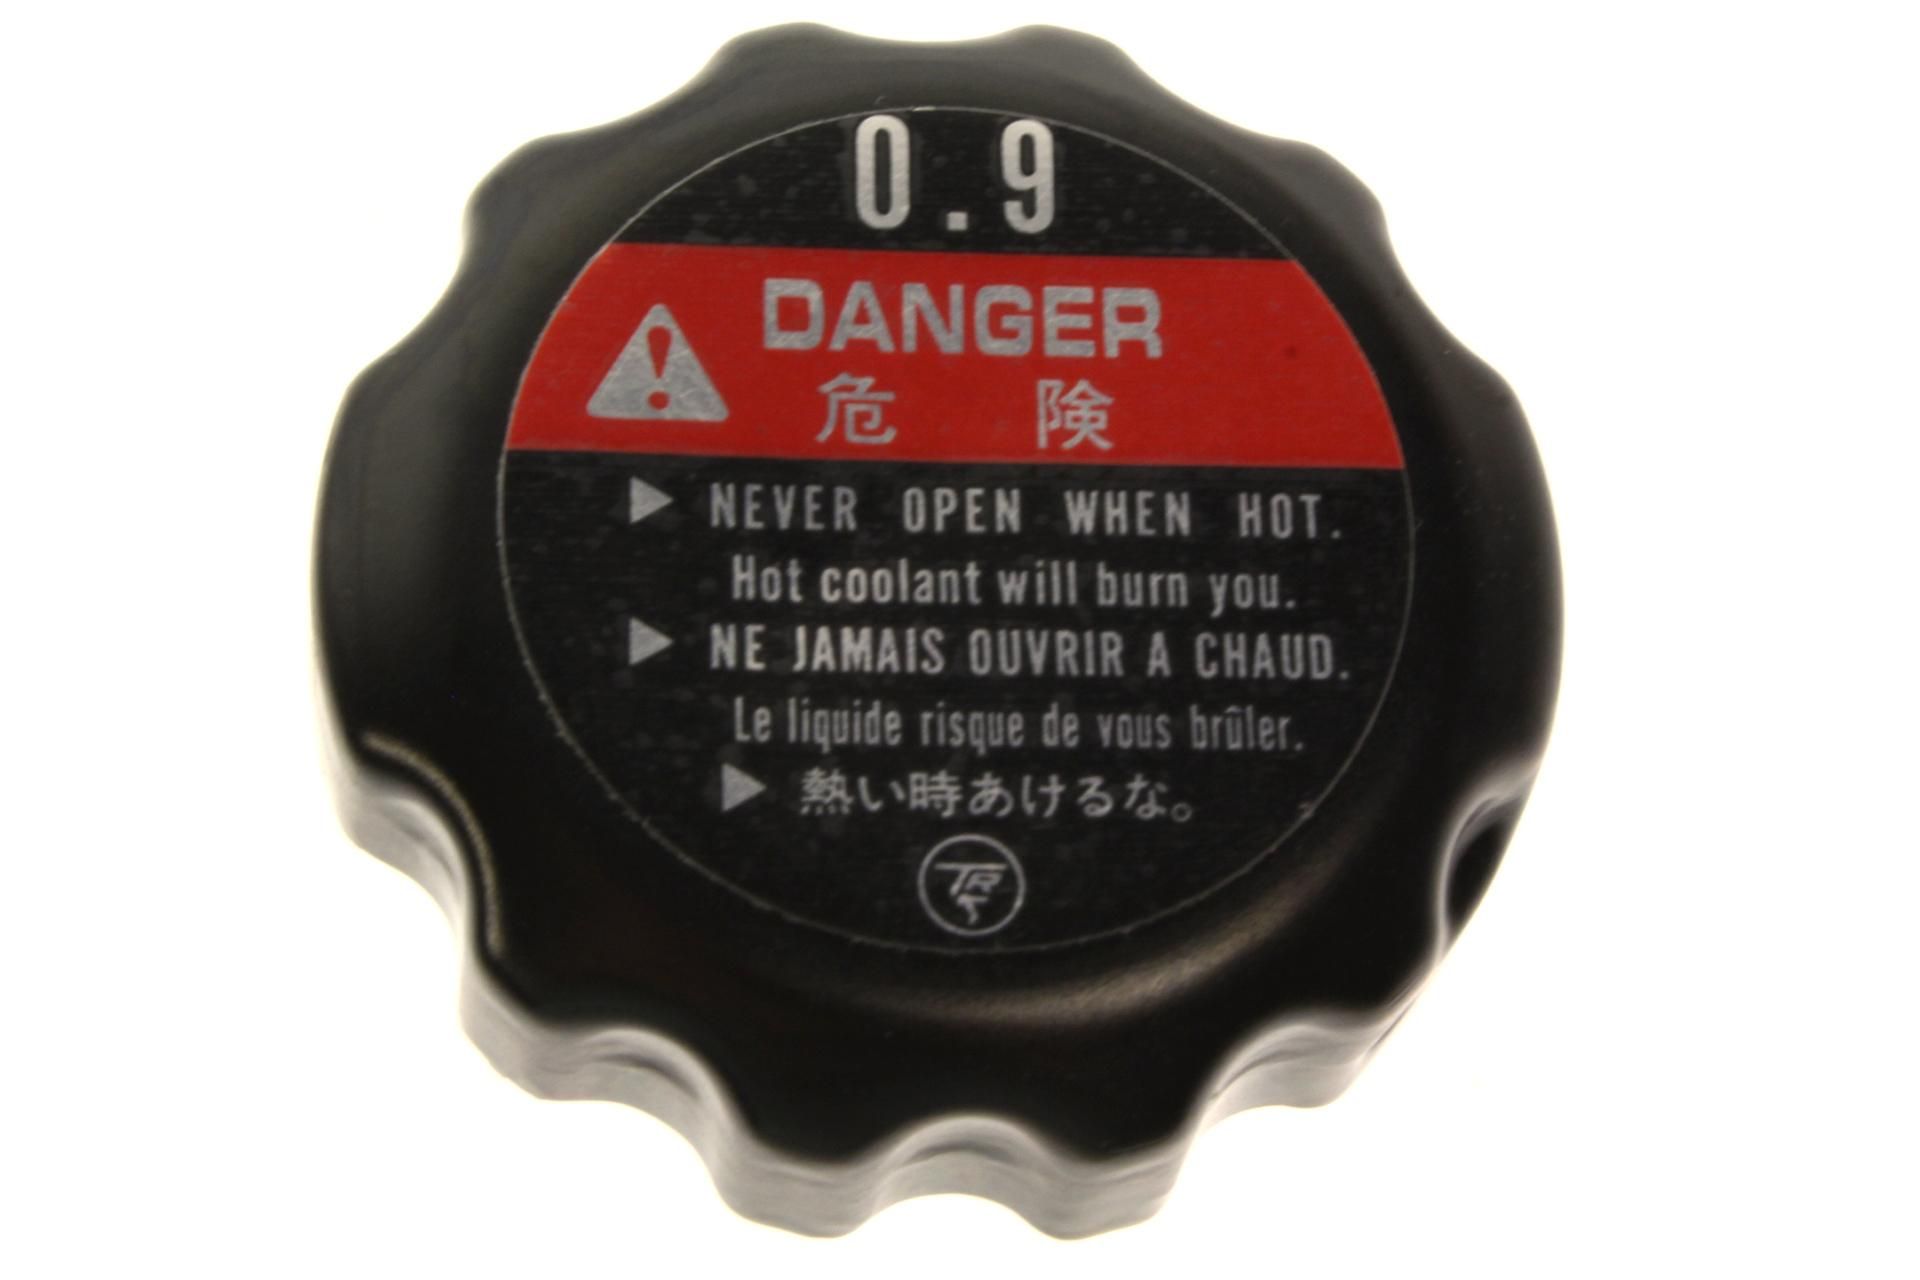 0.9
DANGER
危険
NEVER OPEN WHEN HOT.
Hot coolant will burn you.
NE JAMAIS OUVRIR A CHAUD.
Le liquide risque de vous brûler.
熱い時あけるな。
TR